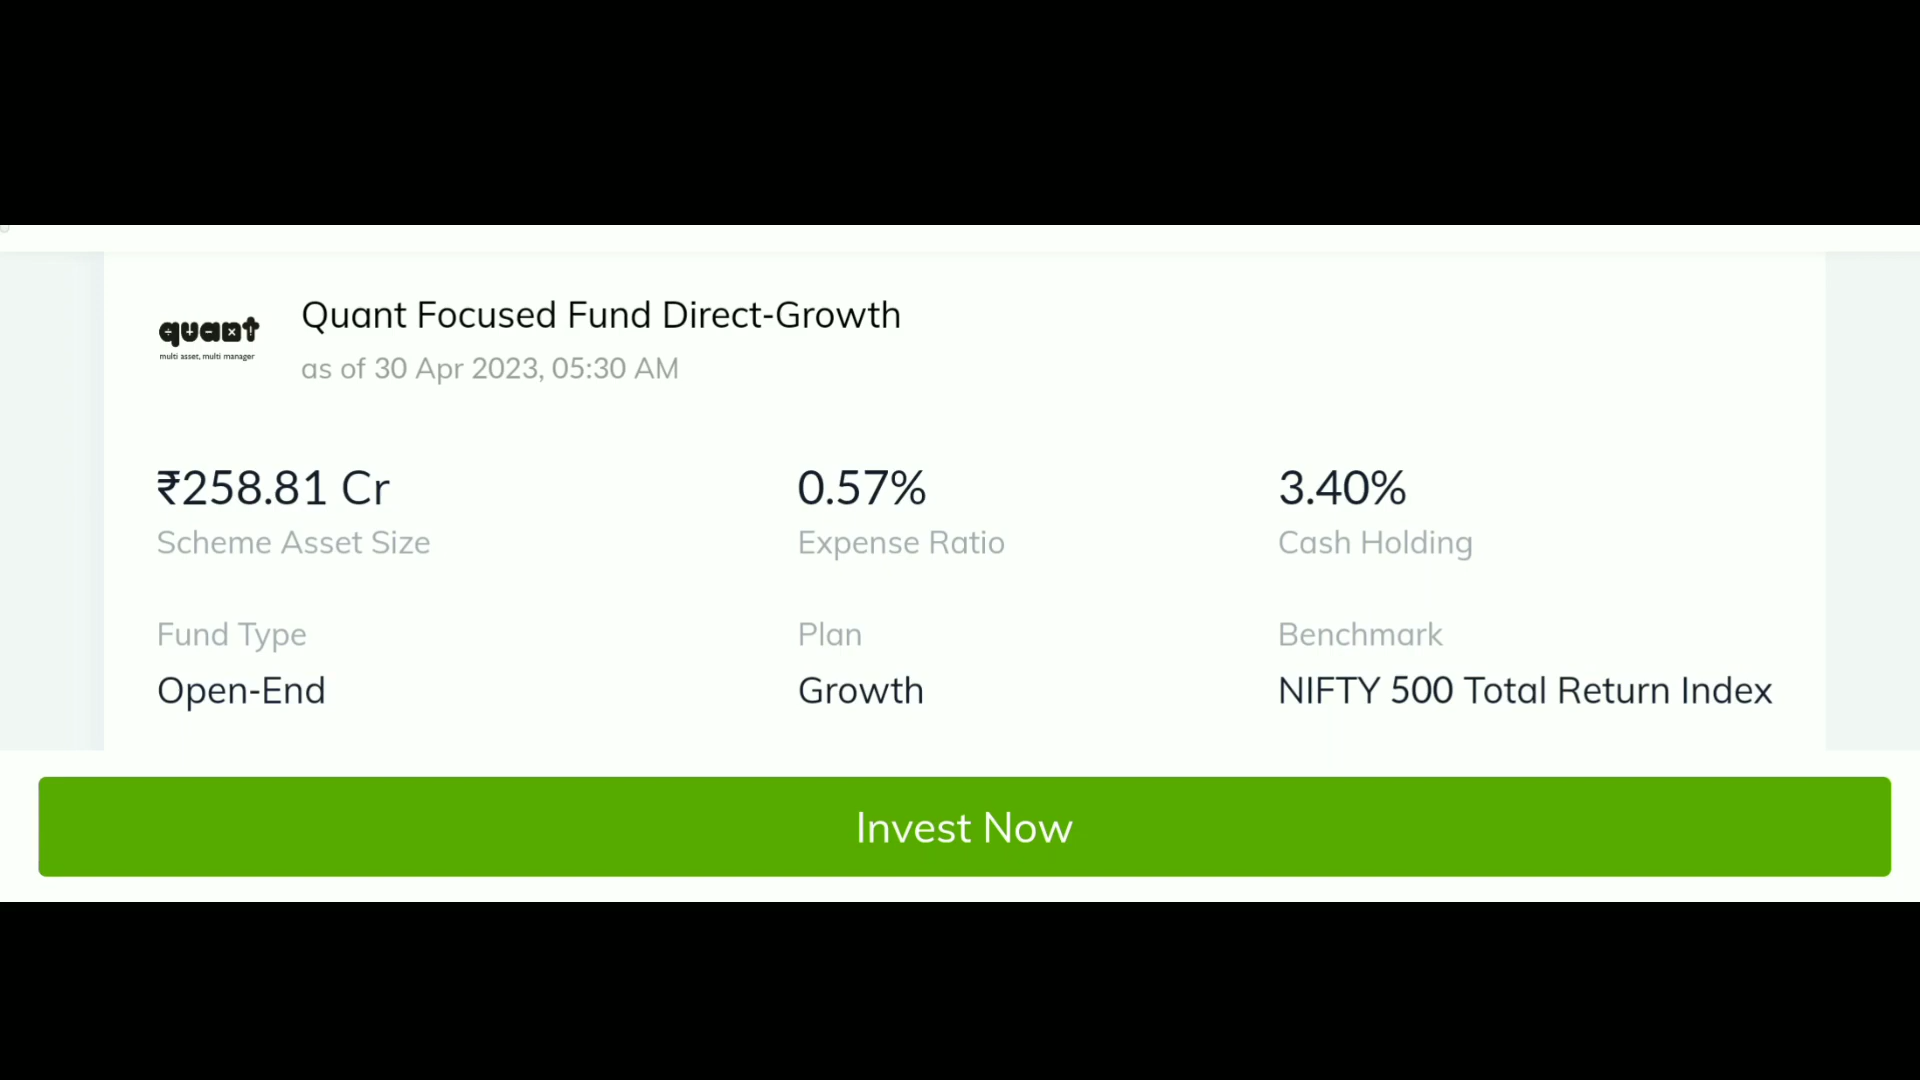 quant
multi asset, multi manager
Quant Focused Fund Direct-Growth
as of 30 Apr 2023, 05:30 AM
₹258.81 Cr
Scheme Asset Size
0.57%
Expense Ratio
3.40%
Cash Holding
Fund Type
Open-End
Plan
Growth
Benchmark
NIFTY 500 Total Return Index
Invest Now